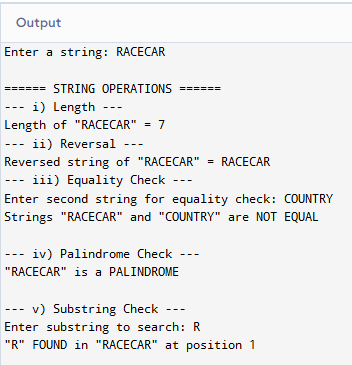 Output
Enter a string: RACECAR
====== STRING OPERATIONS ======
--- i) Length ---
Length of "RACECAR" = 7
--- ii) Reversal ---
Reversed string of "RACECAR" = RACECAR
--- iii) Equality Check ---
Enter second string for equality check: COUNTRY
Strings "RACECAR" and "COUNTRY" are NOT EQUAL
--- iv) Palindrome Check ---
"RACECAR" is a PALINDROME
--- v) Substring Check ---
Enter substring to search: R
"R" FOUND in "RACECAR" at position 1